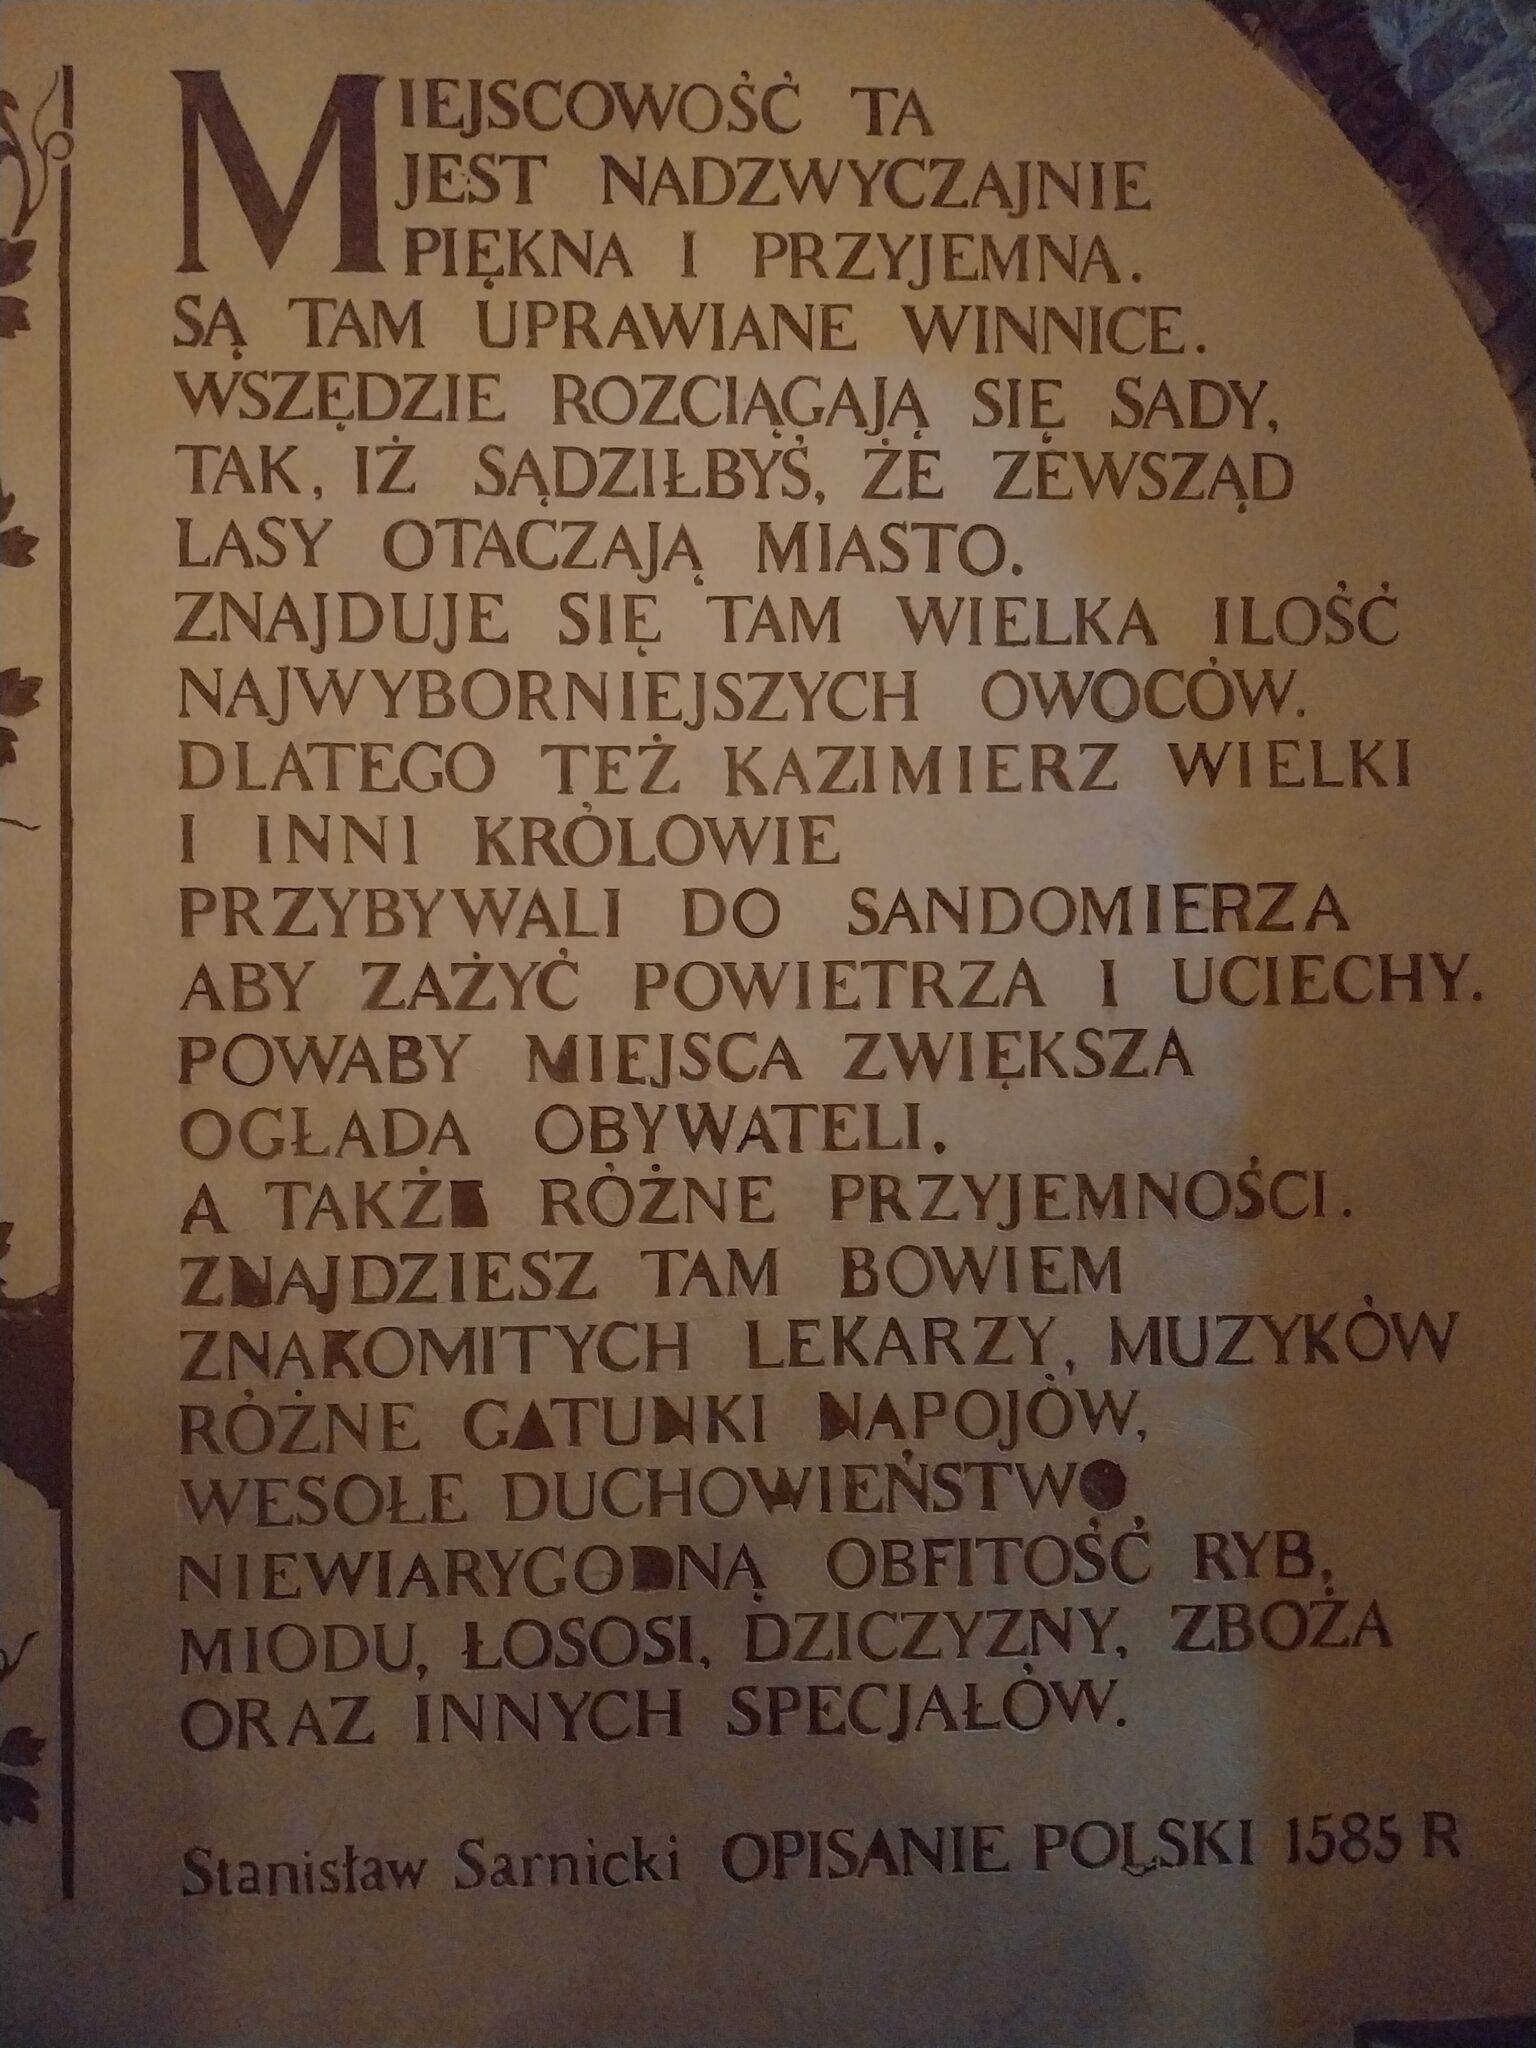 MIEJSCOWOŚĆ TA
JEST NADZWYCZAJNIE
PIĘKNA I PRZYJEMNA.
SĄ TAM UPRAWIANE WINNICE.
WSZĘDZIE ROZCIĄGAJĄ SIĘ SADY,
TAK, IŻ SĄDZIŁBYŚ, ŻE ZEWSZĄD
LASY OTACZAJĄ MIASTO.
ZNAJDUJE SIĘ TAM WIELKA ILOŚĆ
NAJWYBORNIEJSZYCH OWOCÓW.
DLATEGO TEŻ KAZIMIERZ WIELKI
I INNI KRÓLOWIE
PRZYBYWALI DO SANDOMIERZA
ABY ZAŻYĆ POWIETRZA I UCIECHY.
POWABY MIEJSCA ZWIĘKSZA
OGŁADA OBYWATELI.
A TAKŻE RÓŻNE PRZYJEMNOŚCI.
ZNAJDZIESZ TAM BOWIEM
ZNAKOMITYCH LEKARZY, MUZYKÓW
RÓŻNE GATUNKI NAPOJÓW,
WESOŁE DUCHOWIEŃSTWO
NIEWIARYGODNĄ OBFITOŚĆ RYB,
MIODU, ŁOSOSI, DZICZYZNY, ZBOŻA
ORAZ INNYCH SPECJAŁÓW.
Stanisław Sarnicki OPISANIE POLSKI 1585 R